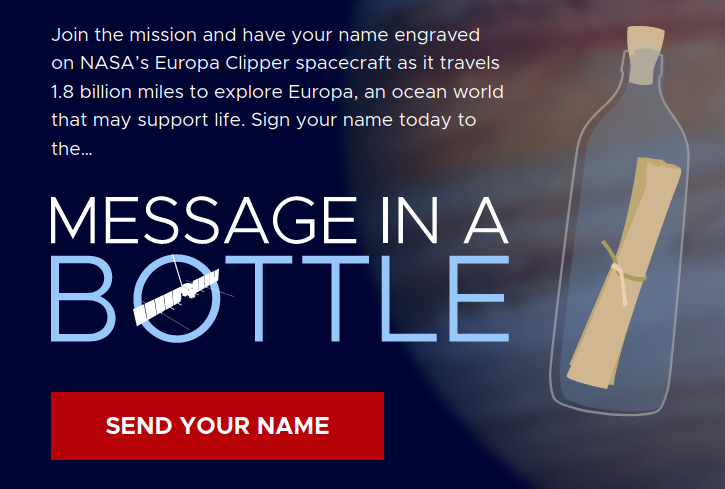 Join the mission and have your name engraved
on NASA’s Europa Clipper spacecraft as it travels
1.8 billion miles to explore Europa, an ocean world
that may support life. Sign your name today to
the...
MESSAGE IN A
BOTTLE
SEND YOUR NAME